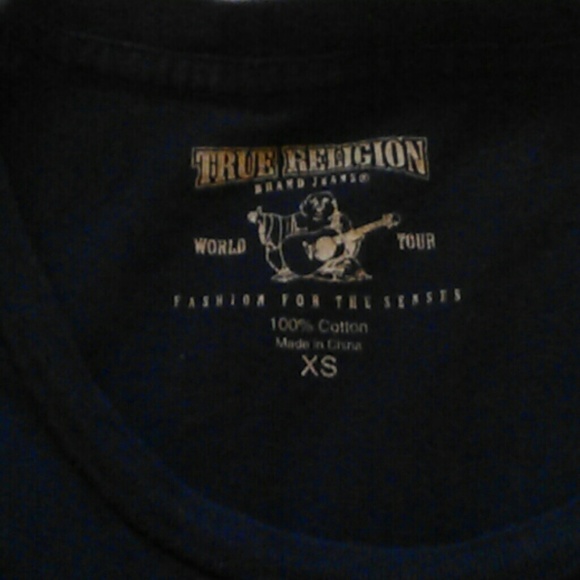 TRUE RELIGION
BRAND JEANS®
WORLD TOUR
FASHION FOR THE SENSES
100% Cotton
Made in China
XS